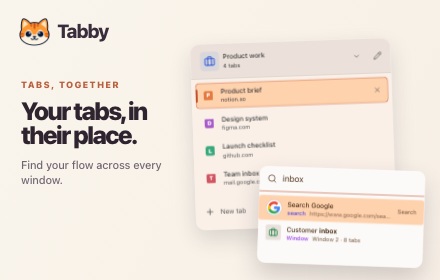 Tabby
TABS, TOGETHER
Your tabs, in
their place.
Find your flow across every
window.
Product work
4 tabs
Product brief
notion.so
Design system
figma.com
Launch checklist
github.com
Team inbox
mail.google.c
New tab
inbox
Search Google
search https://www.google.com/sea... Search
Customer inbox
Window Window 2 · 8 tabs